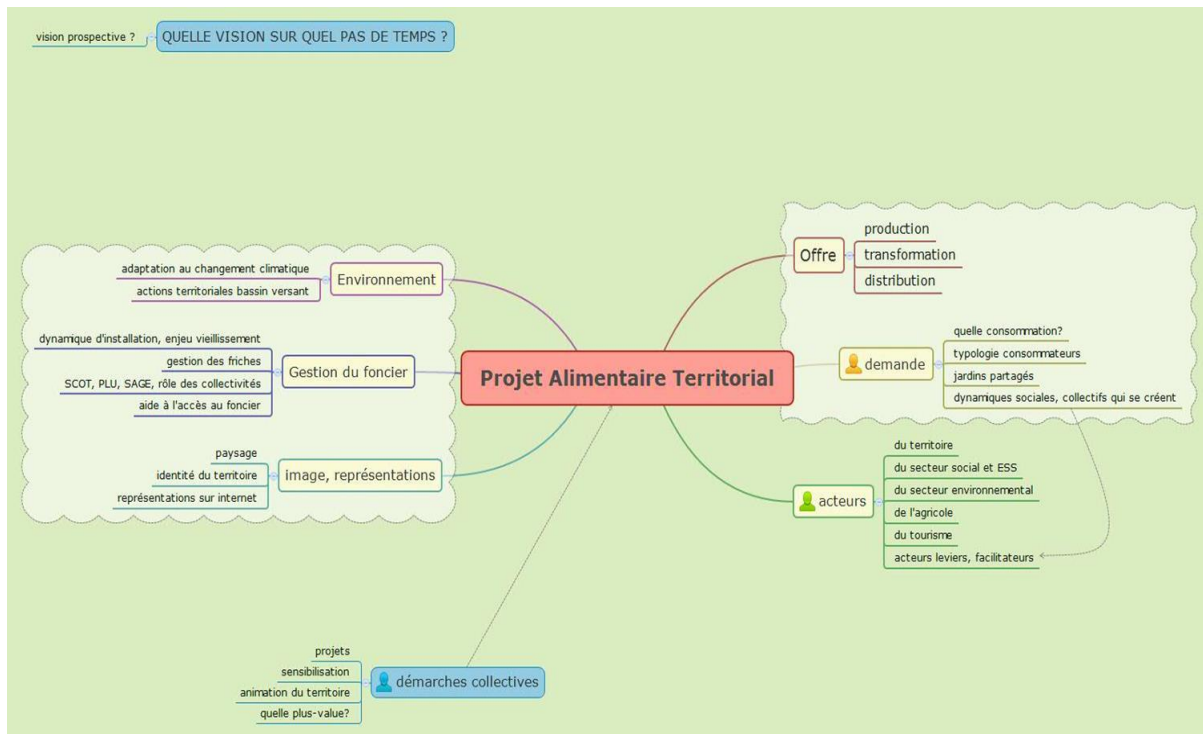 vision prospective ?
QUELLE VISION SUR QUEL PAS DE TEMPS ?
adaptation au changement climatique
actions territoriales bassin versant
Environnement
dynamique d'installation, enjeu vieillissement
gestion des friches
SCOT, PLU, SAGE, rôle des collectivités
aide à l'accès au foncier
Gestion du foncier
paysage
identité du territoire
représentations sur internet
image, représentations
Projet Alimentaire Territorial
Offre
production
transformation
distribution
demande
quelle consommation?
typologie consommateurs
jardins partagés
dynamiques sociales, collectifs qui se créent
acteurs
du territoire
du secteur social et ESS
du secteur environnemental
de l'agricole
du tourisme
acteurs leviers, facilitateurs
projets
sensibilisation
animation du territoire
quelle plus-value?
démarches collectives